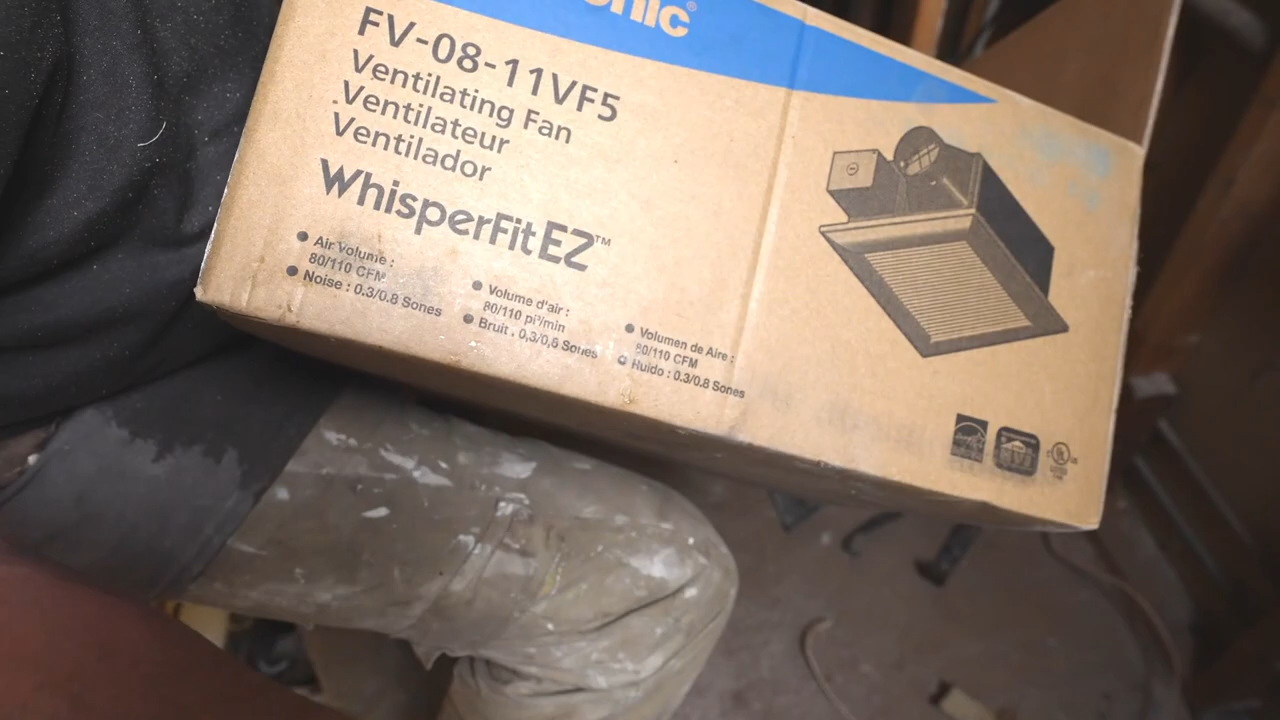 onic®
FV-08-11VF5
Ventilating Fan
Ventilateur
Ventilador
WhisperFitEZ™
● Air Volume :
80/110 CFM
● Noise : 0.3/0.8 Sones
● Volume d'air :
80/110 pi³/min
● Bruit : 0,3/0,8 Sones
● Volumen de Aire :
80/110 CFM
● Ruido : 0.3/0.8 Sones